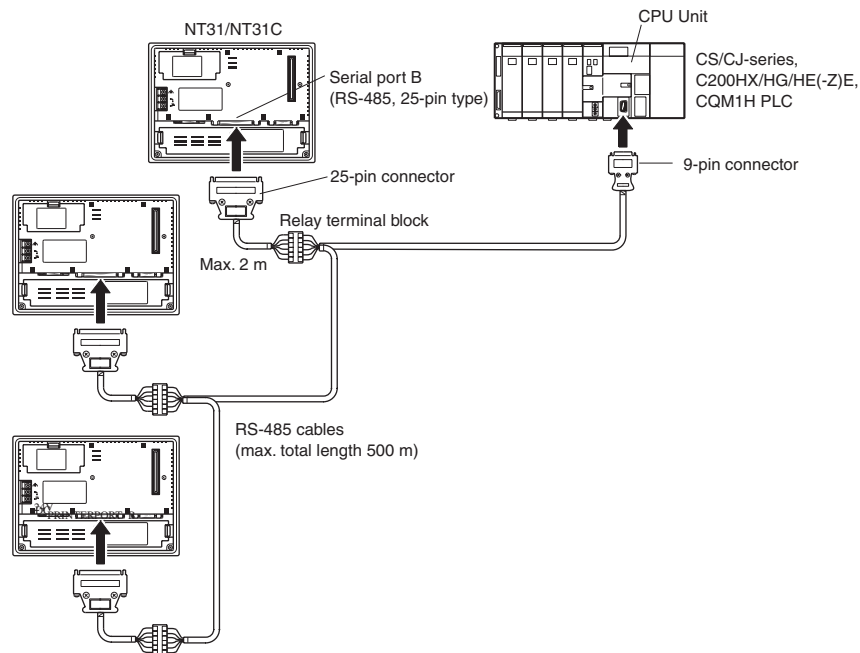 NT31/NT31C
CPU Unit
Serial port B
(RS-485, 25-pin type)
CS/CJ-series,
C200HX/HG/HE(-Z)E,
CQM1H PLC
25-pin connector
9-pin connector
Relay terminal block
Max. 2 m
RS-485 cables
(max. total length 500 m)